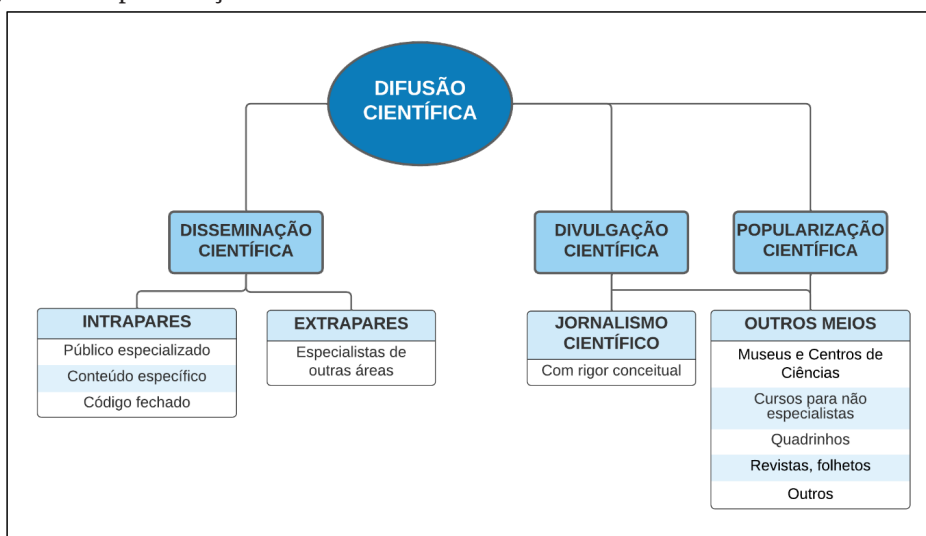 DIFUSÃO
CIENTÍFICA
DISSEMINAÇÃO
CIENTÍFICA
DIVULGAÇÃO
CIENTÍFICA
POPULARIZAÇÃO
CIENTÍFICA
INTRAPARES
Público especializado
Conteúdo específico
Código fechado
EXTRAPARES
Especialistas de
outras áreas
JORNALISMO
CIENTÍFICO
Com rigor conceitual
OUTROS MEIOS
Museus e Centros de
Ciências
Cursos para não
especialistas
Quadrinhos
Revistas, folhetos
Outros